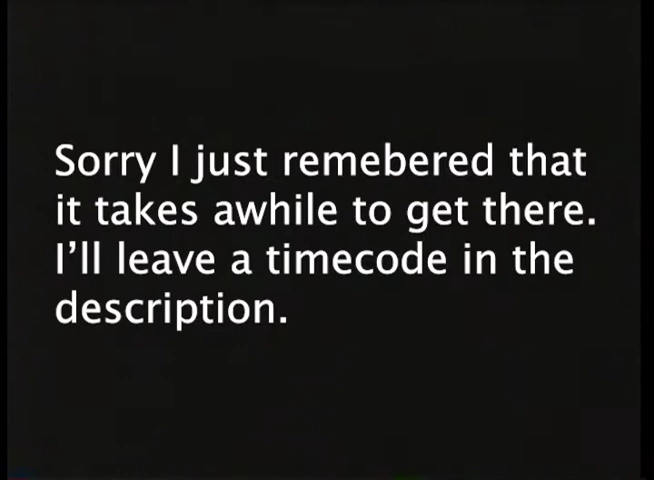 Sorry I just remebered that
it takes awhile to get there.
I'll leave a timecode in the
description.